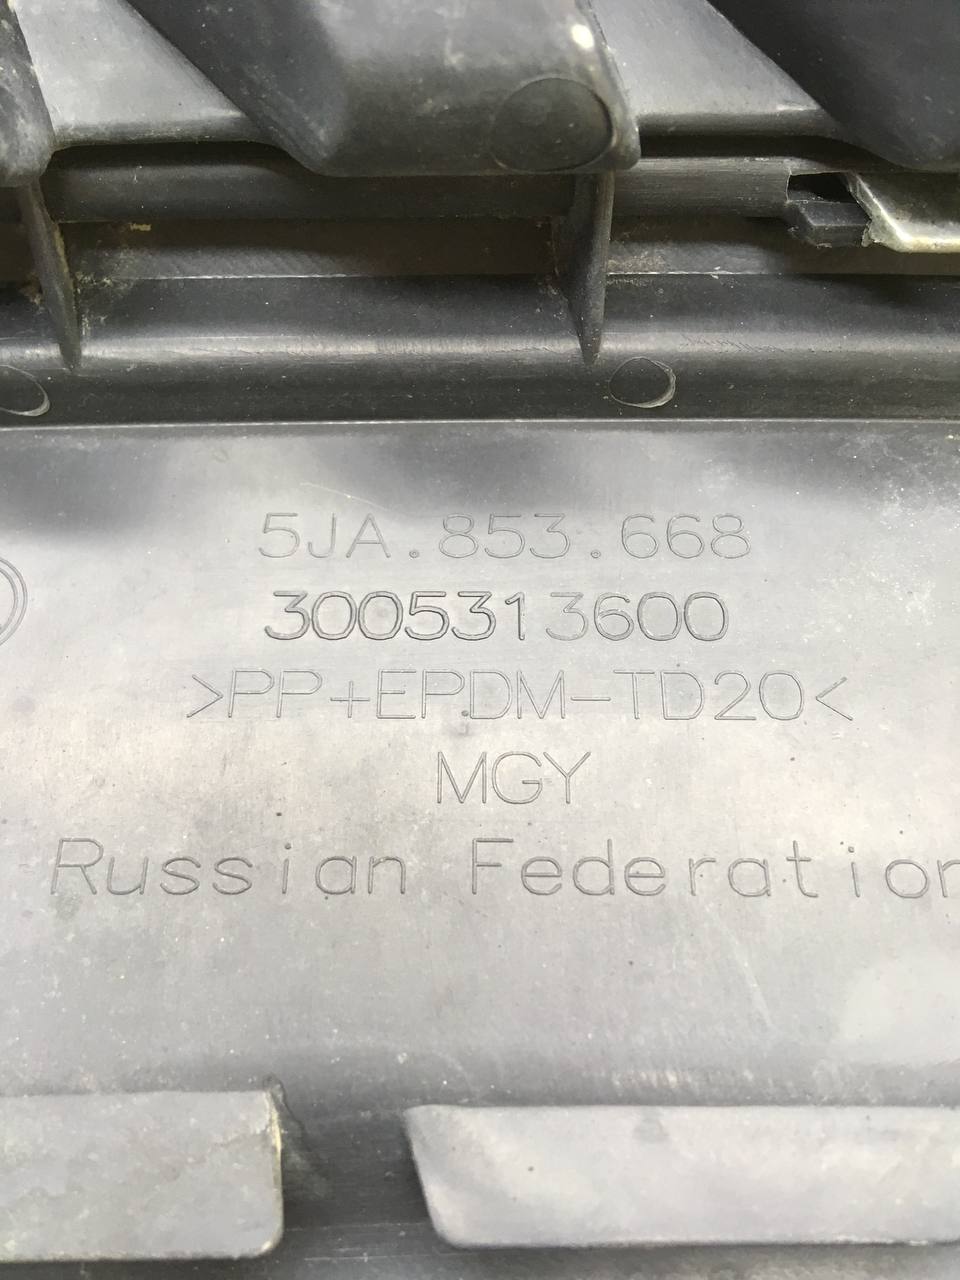 5JA.853.668
3005313600
>PP+EPDM-TD20<
MGY
Russian Federation